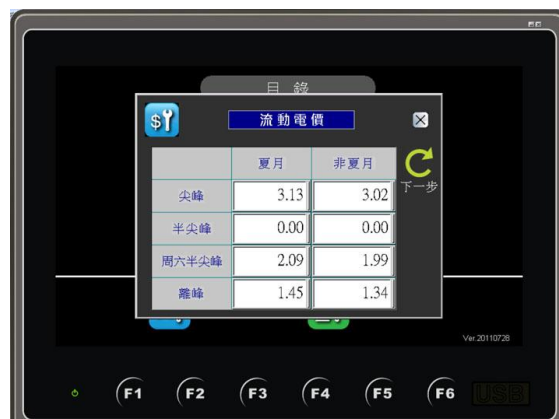 目錄
流動電價
夏月 非夏月
下一步
尖峰 3.13 3.02
半尖峰 0.00 0.00
周六半尖峰 2.09 1.99
離峰 1.45 1.34
Ver.20110728
F1 F2 F3 F4 F5 F6 USB